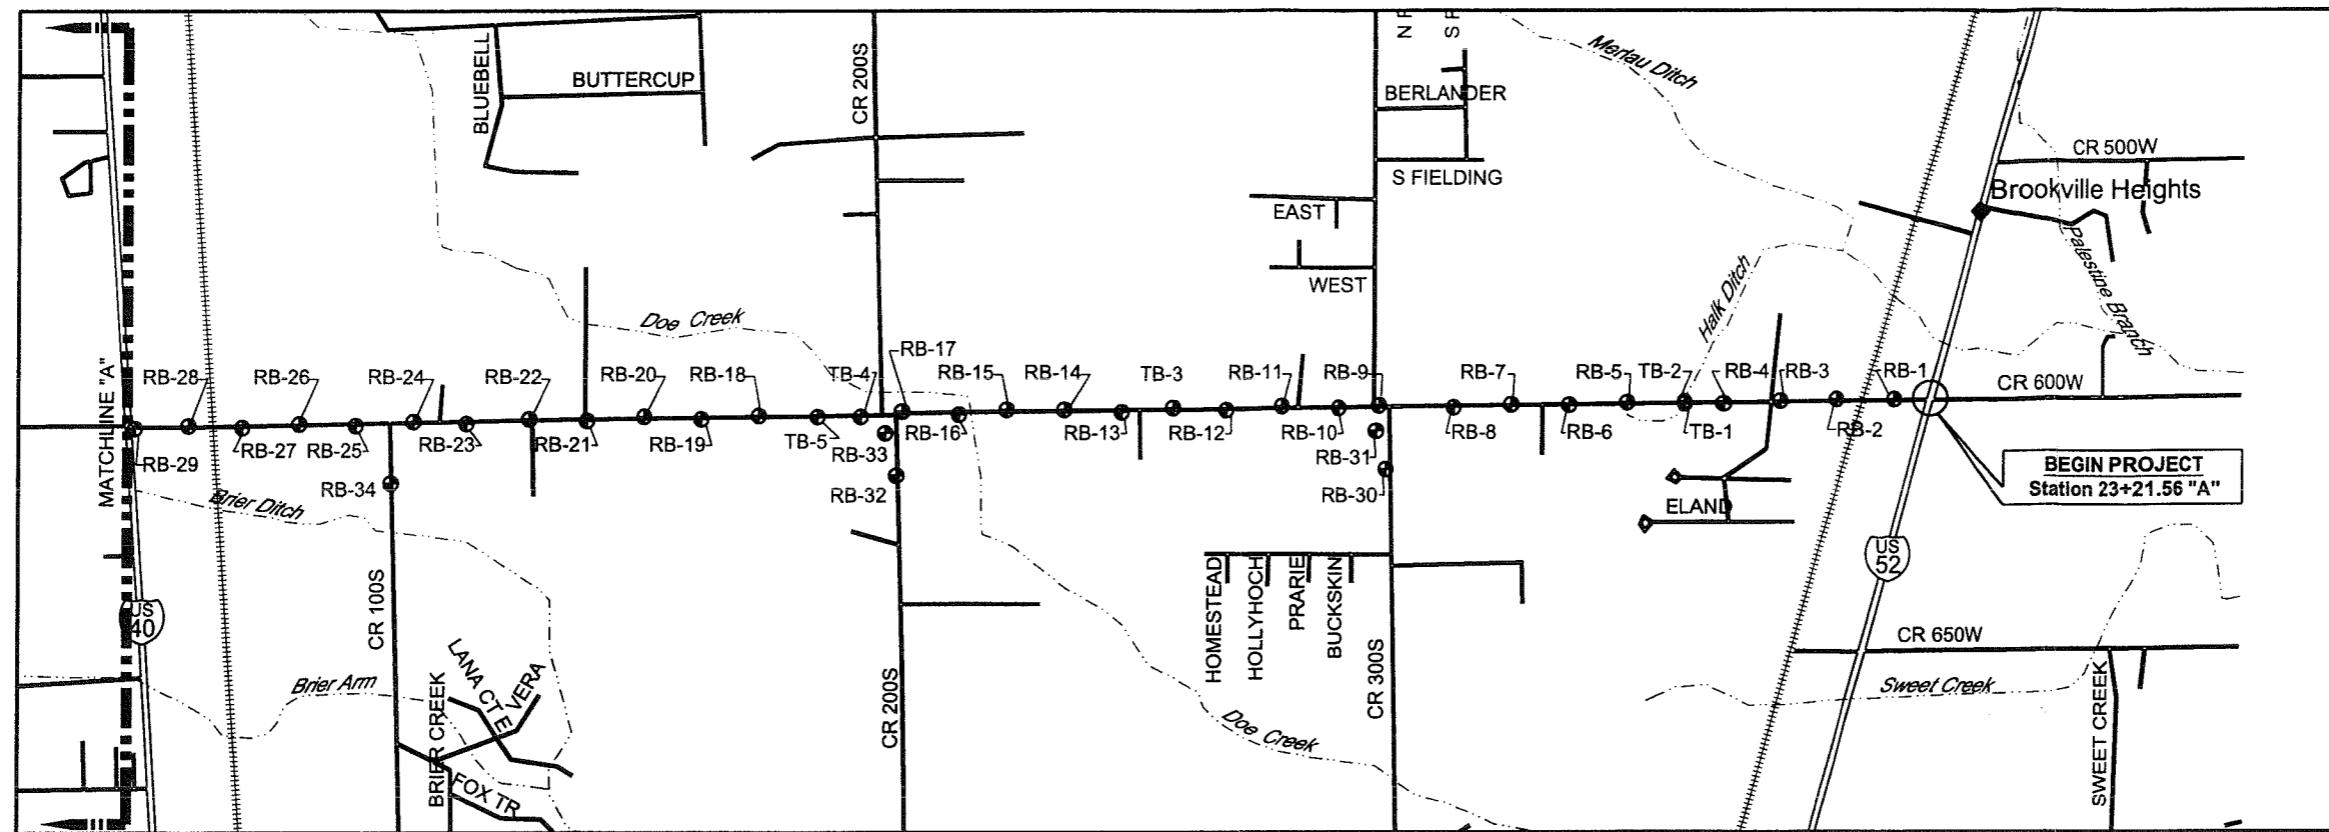 BLUEBELL
BUTTERCUP
CR 200S
N F
S F
BERLANDER
S FIELDING
Merlau Ditch
CR 500W
Brookville Heights
EAST
WEST
Halk Ditch
Palestine Branch
Doe Creek
MATCHLINE "A"
RB-28
RB-26
RB-24
RB-22
RB-20
RB-18
TB-4
RB-17
RB-15
RB-14
TB-3
RB-11
RB-9
RB-7
RB-5
TB-2
RB-4
RB-3
RB-1
CR 600W
RB-29
RB-27
RB-25
RB-23
RB-21
RB-19
TB-5
RB-33
RB-16
RB-13
RB-12
RB-10
RB-31
RB-8
RB-6
TB-1
RB-2
RB-34
RB-32
RB-30
BEGIN PROJECT
Station 23+21.56 "A"
Brier Ditch
ELAND
US
52
US
40
CR 100S
HOMESTEAD
HOLLYHOCH
PRARIE
BUCKSKIN
CR 300S
CR 650W
LANA CT
E VERA
Brier Arm
BRIER CREEK
FOX TR
CR 200S
Doe Creek
Sweet Creek
SWEET CREEK